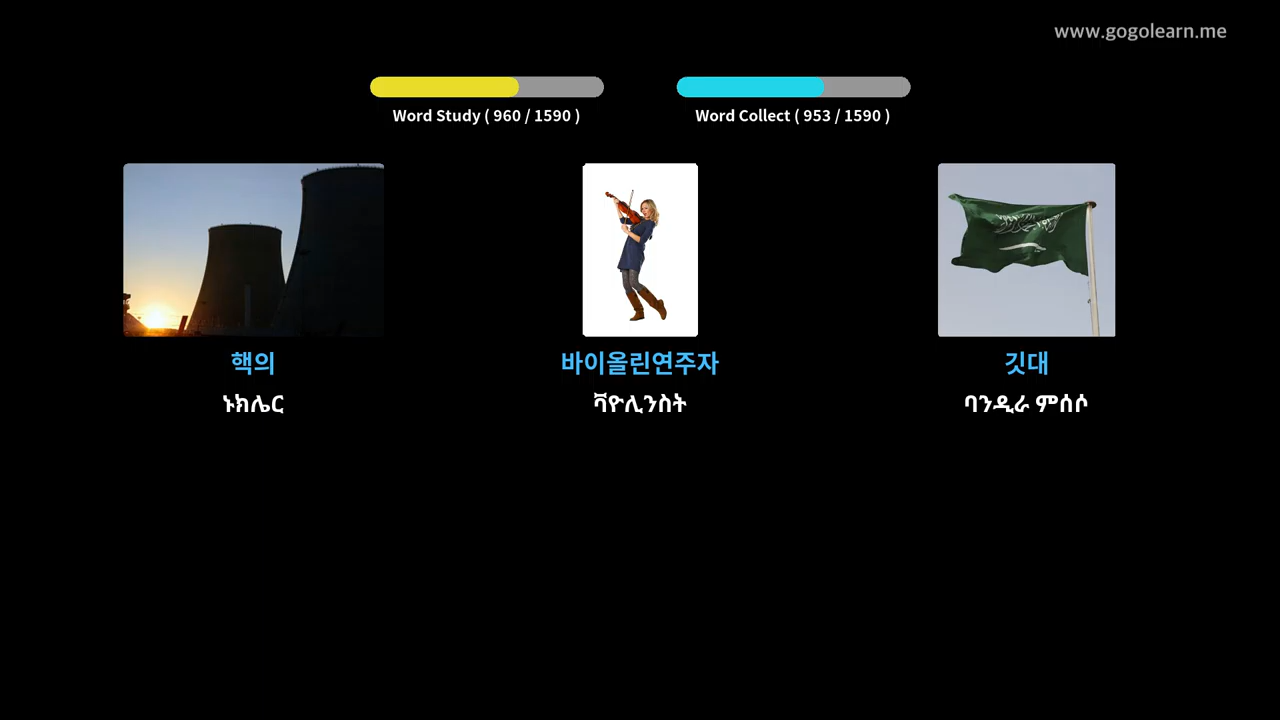 www.gogolearn.me
Word Study ( 960 / 1590 )
Word Collect ( 953 / 1590 )
핵의
바이올린연주자
깃대
ኑክሌር
ቫዮሊንስት
ባንዲራ ምሰሶ